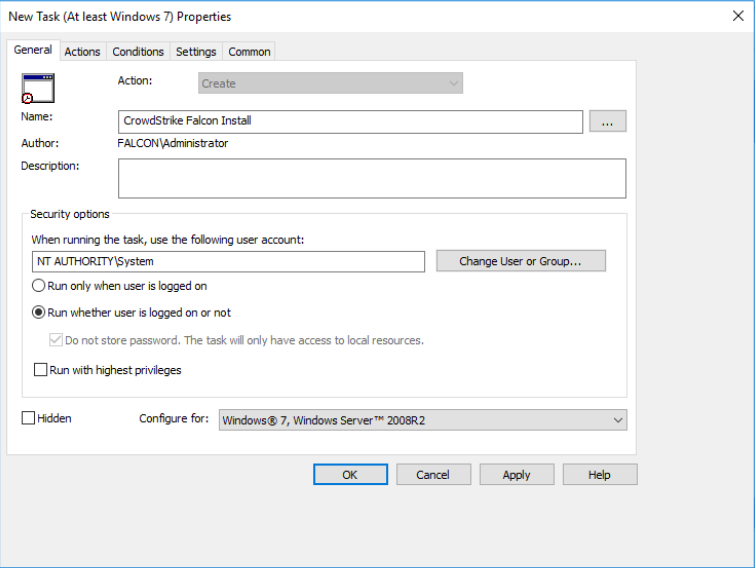 New Task (At least Windows 7) Properties
General Actions Conditions Settings Common
Action: Create
Name: CrowdStrike Falcon Install ...
Author: FALCON\Administrator
Description:
Security options
When running the task, use the following user account:
NT AUTHORITY\System Change User or Group...
Run only when user is logged on
Run whether user is logged on or not
Do not store password. The task will only have access to local resources.
Run with highest privileges
Hidden Configure for: Windows® 7, Windows Server™ 2008R2
OK Cancel Apply Help